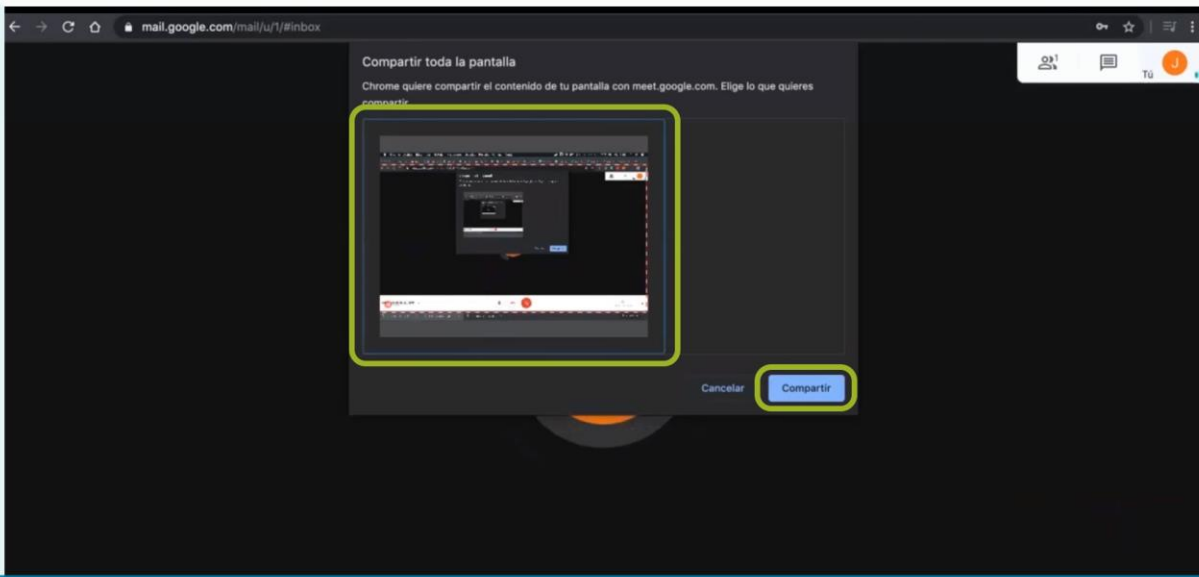 mail.google.com/mail/u/1/#inbox
Compartir toda la pantalla
Chrome quiere compartir el contenido de tu pantalla con meet.google.com. Elige lo que quieres
compartir.
1
Tú
J
Cancelar
Compartir